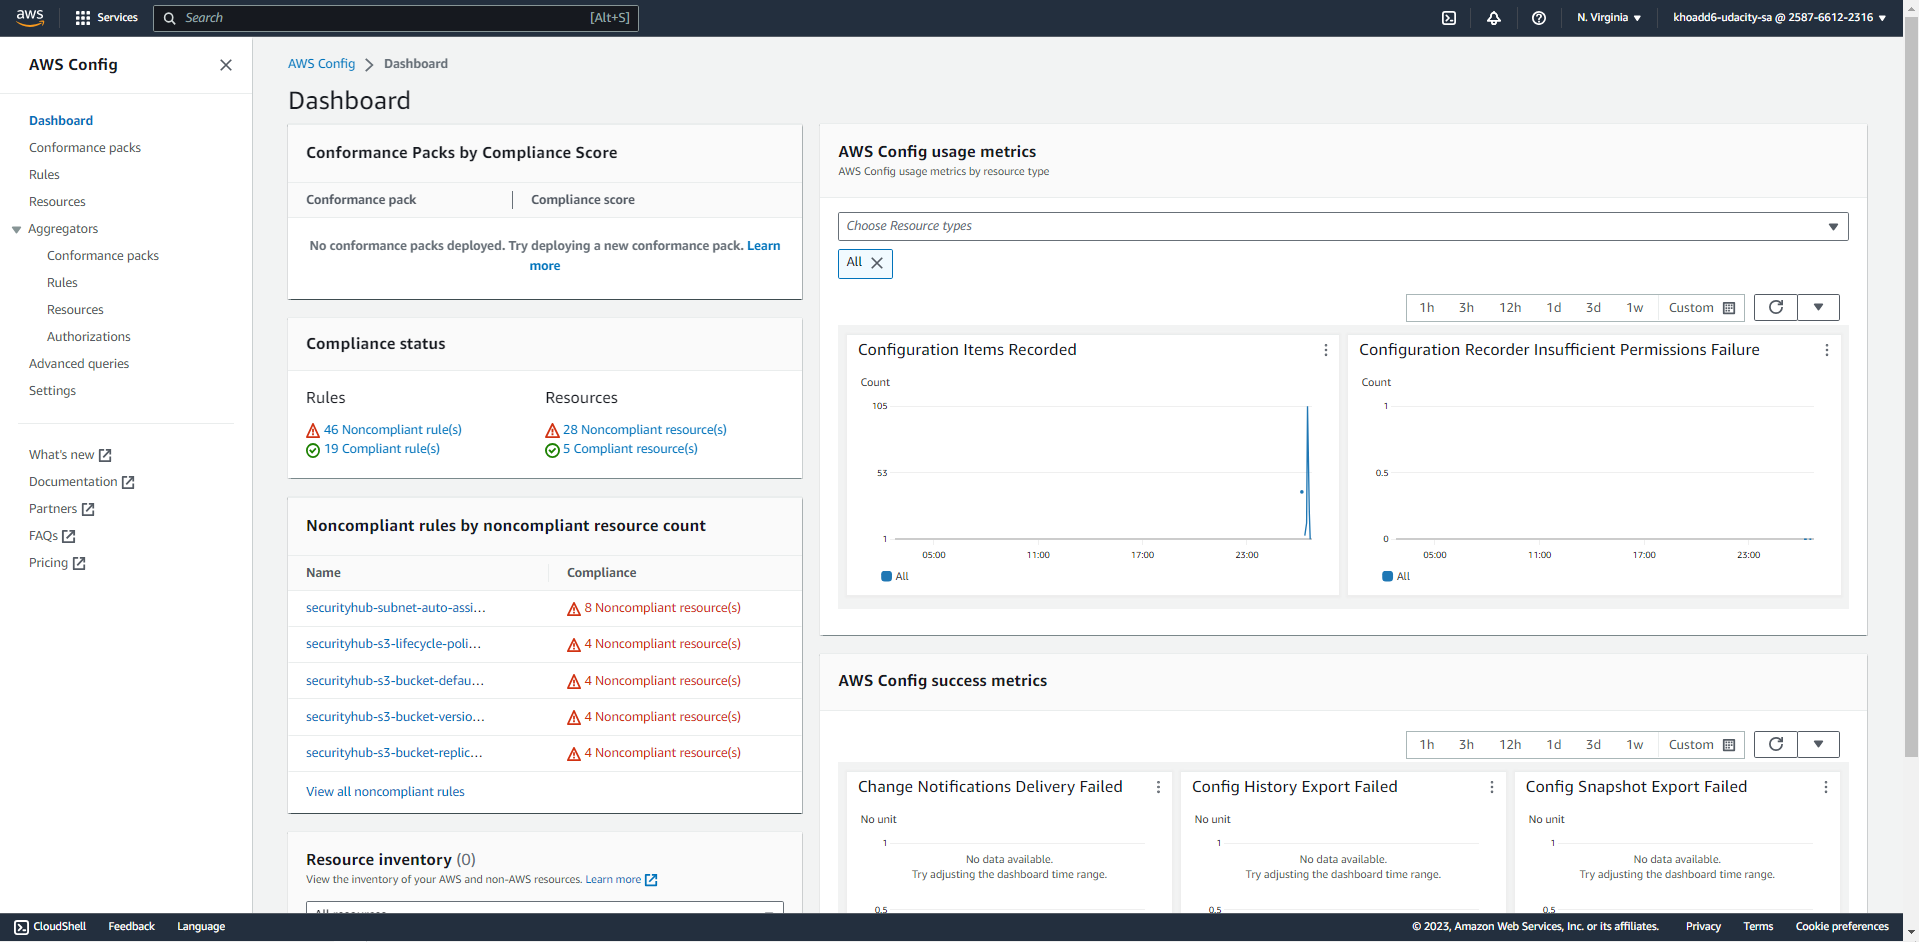 aws
Services
Search
[Alt+S]
N. Virginia
khoadd6-udacity-sa @ 2587-6612-2316
AWS Config
Dashboard
Conformance packs
Rules
Resources
Aggregators
Conformance packs
Rules
Resources
Authorizations
Advanced queries
Settings
What's new
Documentation
Partners
FAQs
Pricing
AWS Config
Dashboard
Dashboard
Conformance Packs by Compliance Score
Conformance pack
Compliance score
No conformance packs deployed. Try deploying a new conformance pack. Learn
more
Compliance status
Rules
46 Noncompliant rule(s)
19 Compliant rule(s)
Resources
28 Noncompliant resource(s)
5 Compliant resource(s)
Noncompliant rules by noncompliant resource count
Name
Compliance
securityhub-subnet-auto-assi...
8 Noncompliant resource(s)
securityhub-s3-lifecycle-poli...
4 Noncompliant resource(s)
securityhub-s3-bucket-defau...
4 Noncompliant resource(s)
securityhub-s3-bucket-versio...
4 Noncompliant resource(s)
securityhub-s3-bucket-replic...
4 Noncompliant resource(s)
View all noncompliant rules
Resource inventory (0)
View the inventory of your AWS and non-AWS resources. Learn more
All resources
AWS Config usage metrics
AWS Config usage metrics by resource type
Choose Resource types
All
1h 3h 12h 1d 3d 1w Custom
Configuration Items Recorded
Count
105
53
1
05:00 11:00 17:00 23:00
All
Configuration Recorder Insufficient Permissions Failure
Count
1
0.5
0
05:00 11:00 17:00 23:00
All
AWS Config success metrics
1h 3h 12h 1d 3d 1w Custom
Change Notifications Delivery Failed
No unit
1
No data available.
Try adjusting the dashboard time range.
0.5
Config History Export Failed
No unit
1
No data available.
Try adjusting the dashboard time range.
0.5
Config Snapshot Export Failed
No unit
1
No data available.
Try adjusting the dashboard time range.
0.5
CloudShell
Feedback
Language
© 2023, Amazon Web Services, Inc. or its affiliates.
Privacy
Terms
Cookie preferences